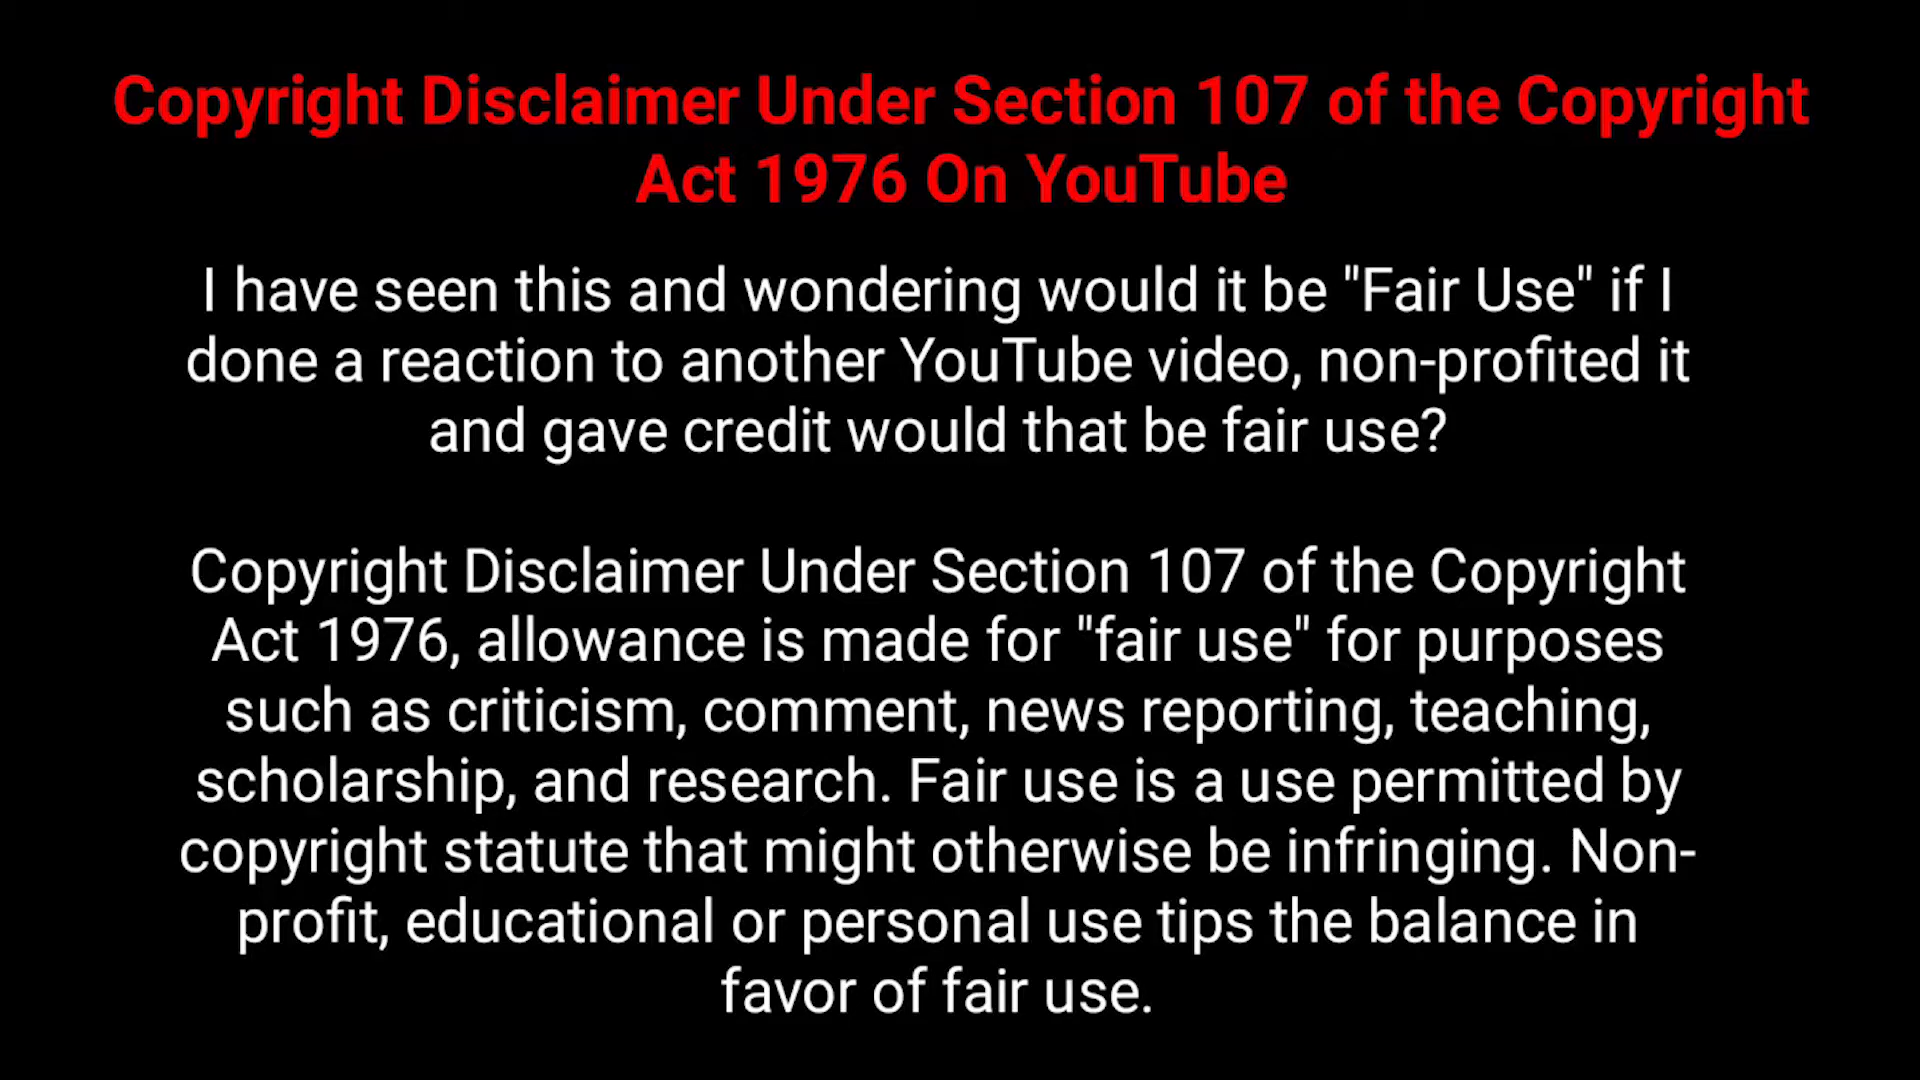 Copyright Disclaimer Under Section 107 of the Copyright
Act 1976 On YouTube
I have seen this and wondering would it be "Fair Use" if I
done a reaction to another YouTube video, non-profited it
and gave credit would that be fair use?
Copyright Disclaimer Under Section 107 of the Copyright
Act 1976, allowance is made for "fair use" for purposes
such as criticism, comment, news reporting, teaching,
scholarship, and research. Fair use is a use permitted by
copyright statute that might otherwise be infringing. Non-
profit, educational or personal use tips the balance in
favor of fair use.